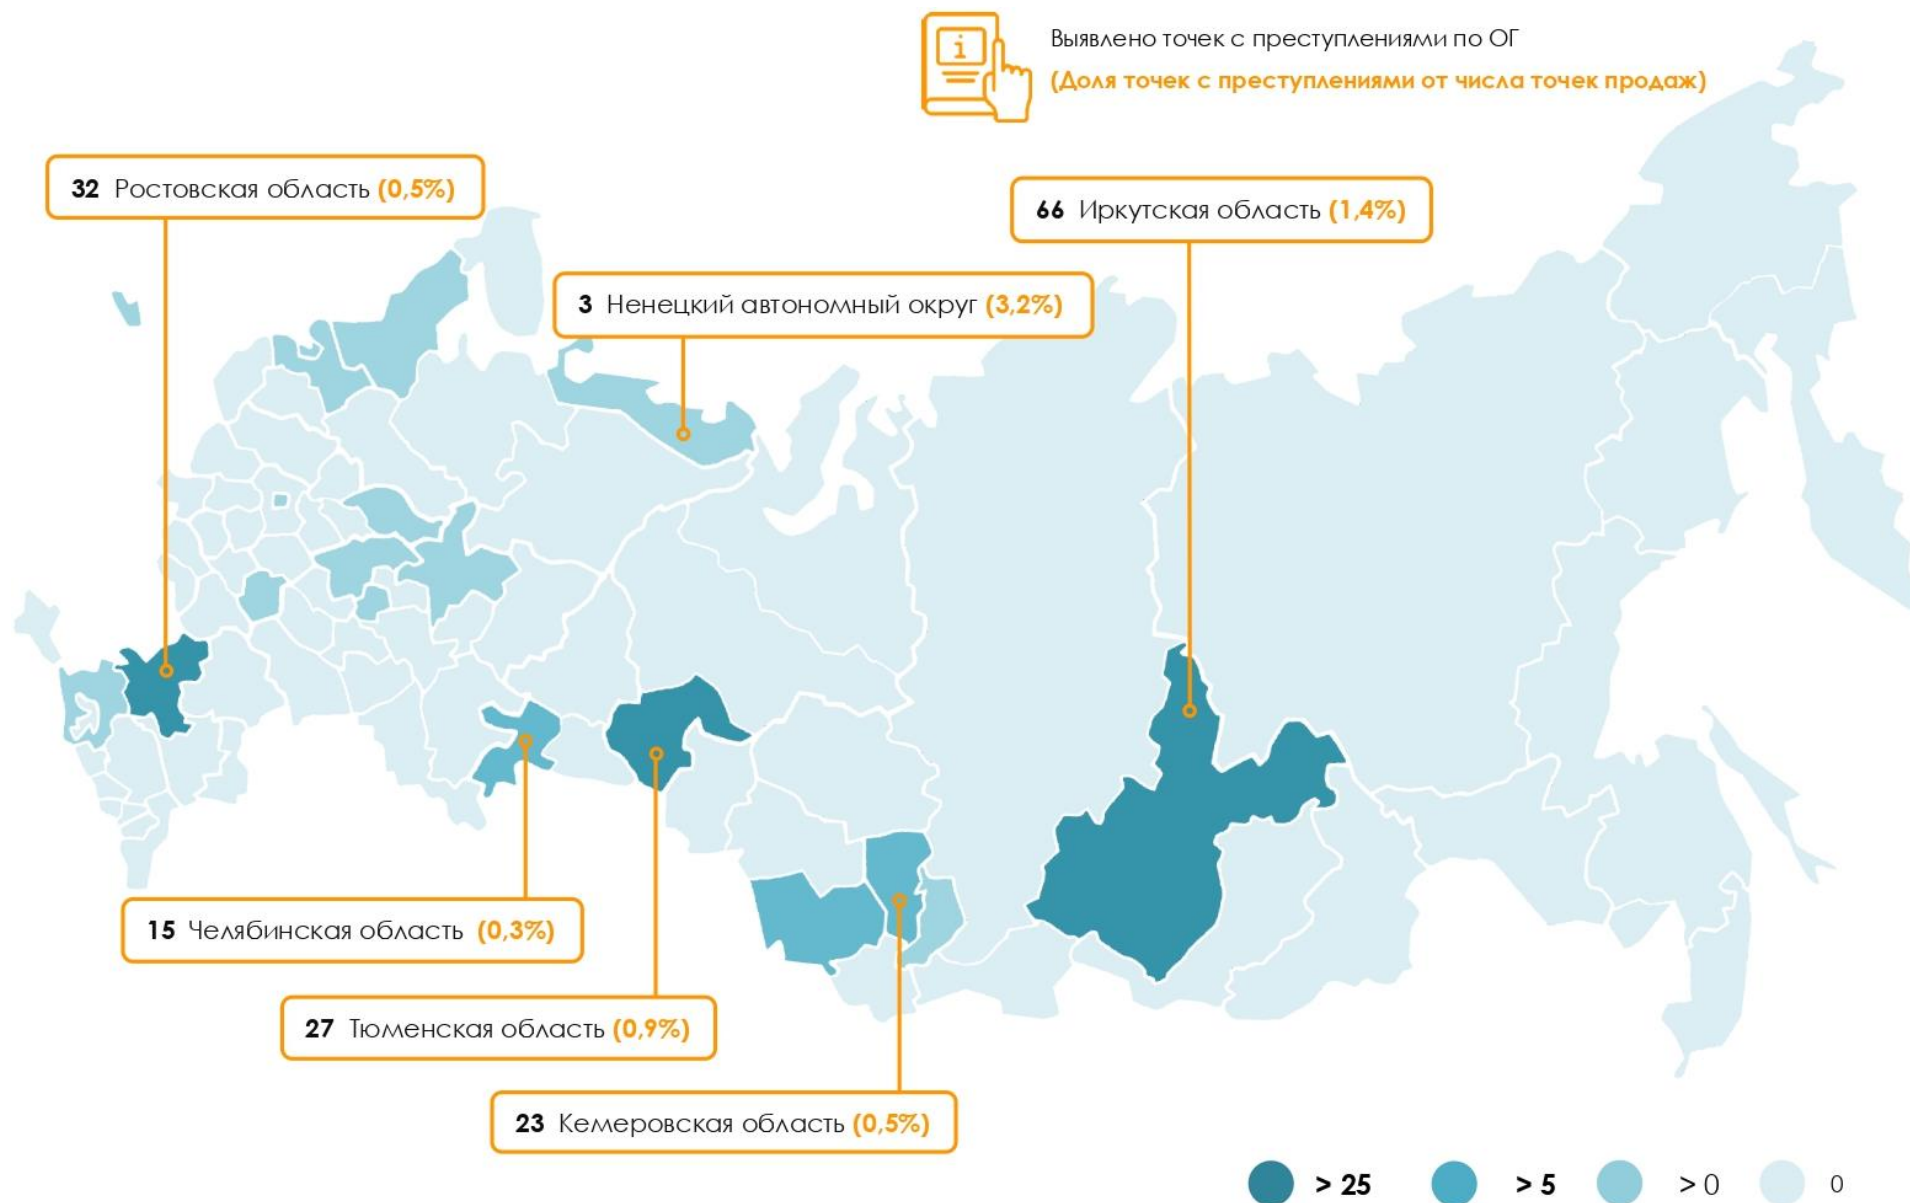 i
Выявлено точек с преступлениями по ОГ
(Доля точек с преступлениями от числа точек продаж)
32 Ростовская область (0,5%)
66 Иркутская область (1,4%)
3 Ненецкий автономный округ (3,2%)
15 Челябинская область (0,3%)
27 Тюменская область (0,9%)
23 Кемеровская область (0,5%)
> 25 > 5 > 0 0